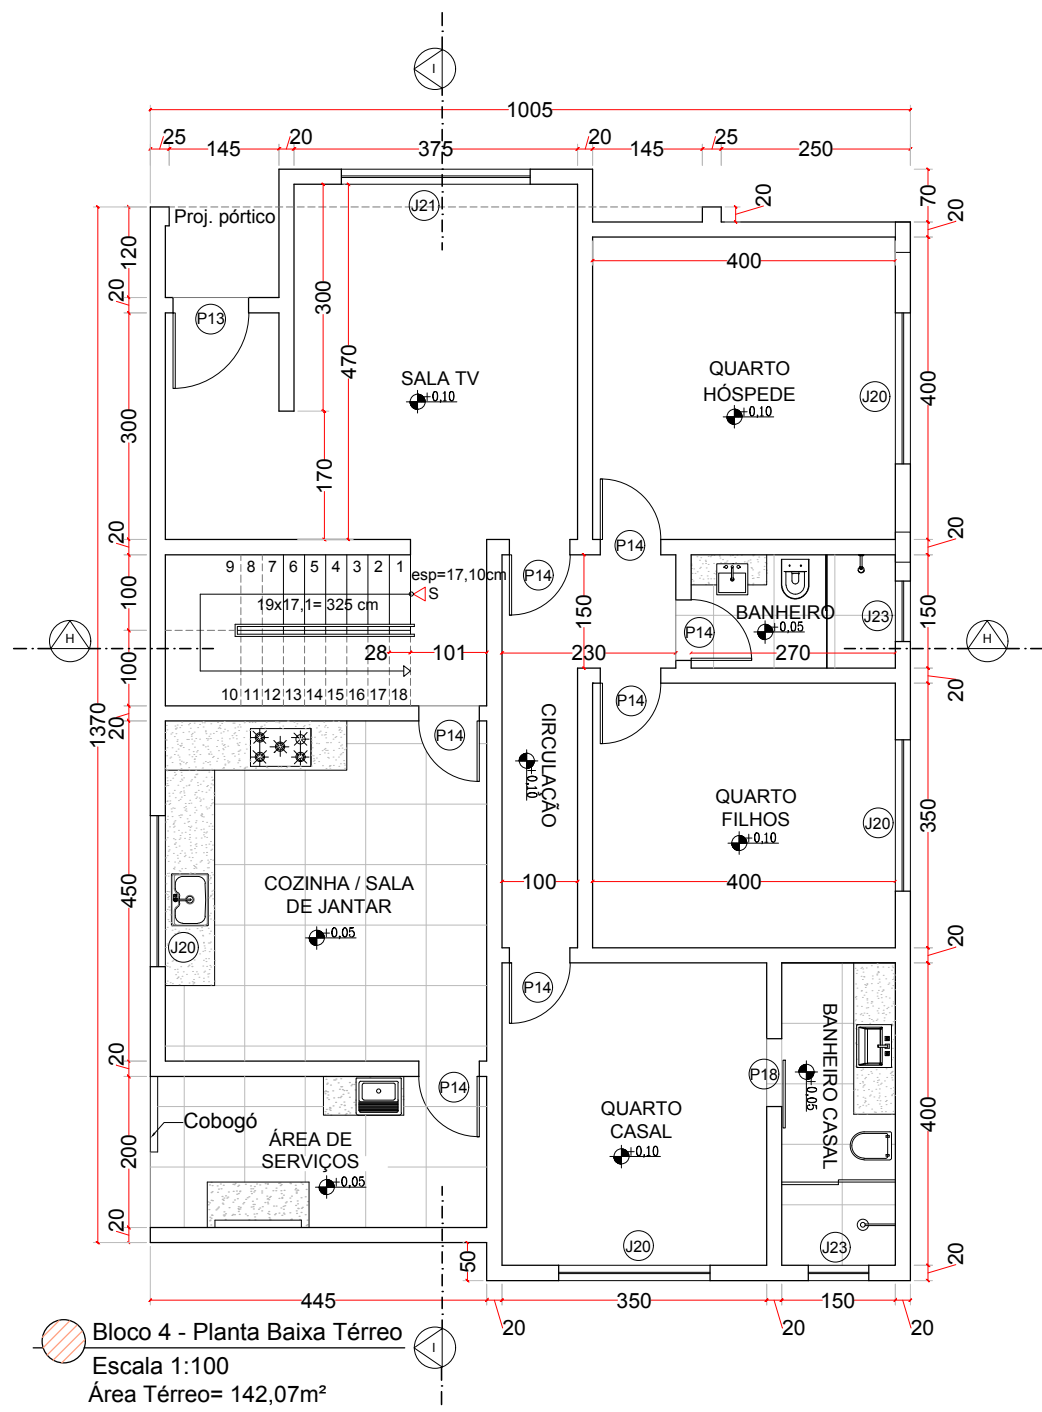 I
1005
25
145
20
375
20
145
25
250
20
70
20
J21
Proj. pórtico
120
400
20
P13
300
470
SALA TV
+0,10
QUARTO
HÓSPEDE
+0,10
J20
400
300
170
20
20
P14
9 8 7 6 5 4 3 2 1
esp=17,10cm
S
P14
100
19x17,1= 325 cm
150
BANHEIRO
+0,05
J23
150
P14
H
H
28
101
230
270
100
10 11 12 13 14 15 16 17 18
P14
20
1370
20
P14
CIRCULAÇÃO
+0,10
QUARTO
FILHOS
+0,10
J20
350
450
COZINHA / SALA
DE JANTAR
+0,05
100
400
J20
20
P14
20
P14
P18
BANHEIRO CASAL
+0,05
Cobogó
QUARTO
CASAL
+0,10
400
200
ÁREA DE
SERVIÇOS
+0,05
20
J20
J23
50
20
445
20
350
20
150
20
Bloco 4 - Planta Baixa Térreo
I
Escala 1:100
Área Térreo= 142,07m²